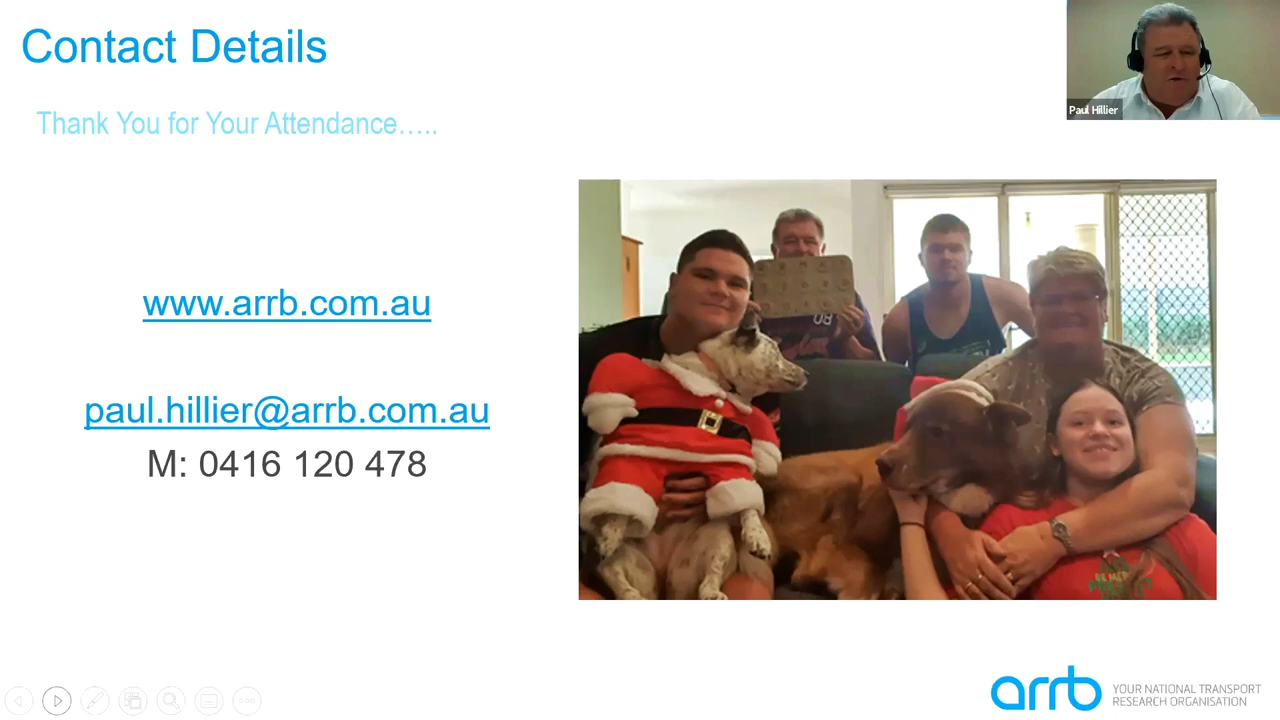 Contact Details
Thank You for Your Attendance…..
Paul Hillier
www.arrb.com.au
paul.hillier@arrb.com.au
M: 0416 120 478
arrb
YOUR NATIONAL TRANSPORT
RESEARCH ORGANISATION